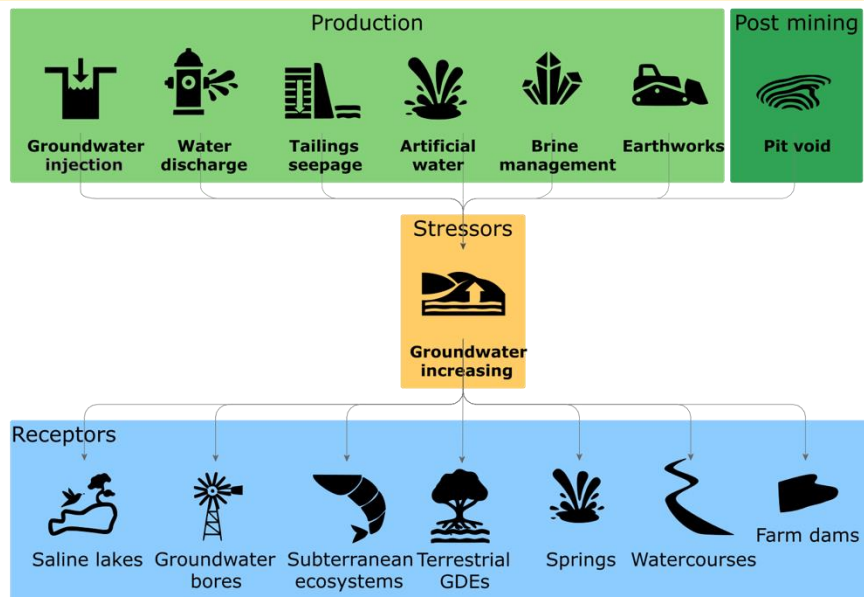 Production
Post mining
Groundwater
injection
Water
discharge
Tailings
seepage
Artificial
water
Brine
management
Earthworks
Pit void
Stressors
Groundwater
increasing
Receptors
Saline lakes
Groundwater
bores
Subterranean
ecosystems
Terrestrial
GDEs
Springs
Watercourses
Farm dams